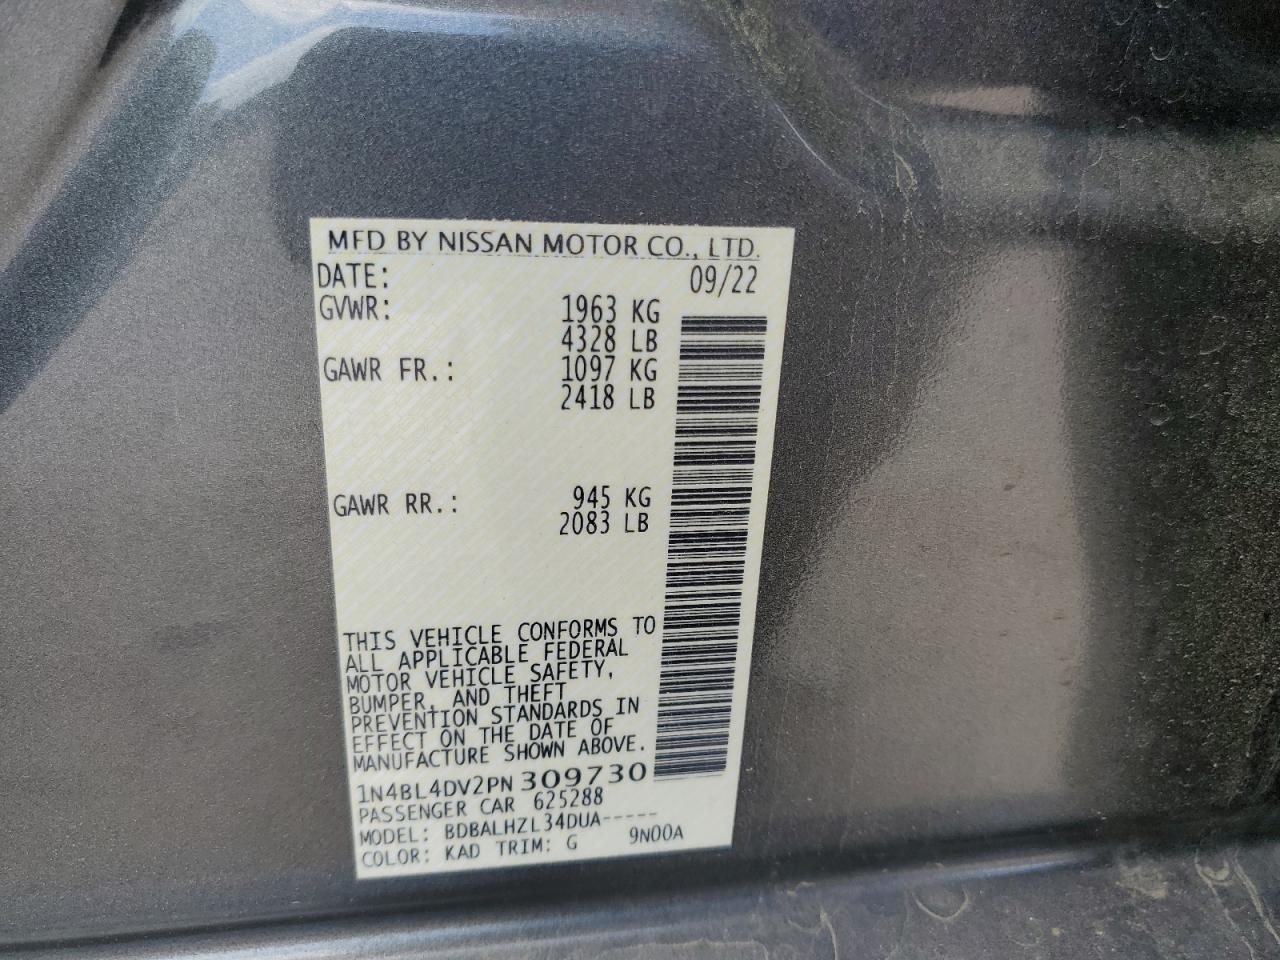 MFD BY NISSAN MOTOR CO., LTD.
DATE: 09/22
GVWR: 1963 KG
4328 LB
GAWR FR.: 1097 KG
2418 LB
GAWR RR.: 945 KG
2083 LB
THIS VEHICLE CONFORMS TO
ALL APPLICABLE FEDERAL
MOTOR VEHICLE SAFETY,
BUMPER, AND THEFT
PREVENTION STANDARDS IN
EFFECT ON THE DATE OF
MANUFACTURE SHOWN ABOVE.
1N4BL4DV2PN309730
PASSENGER CAR 625288
MODEL: BDBALHZL34DUA-----
COLOR: KAD TRIM: G 9N00A